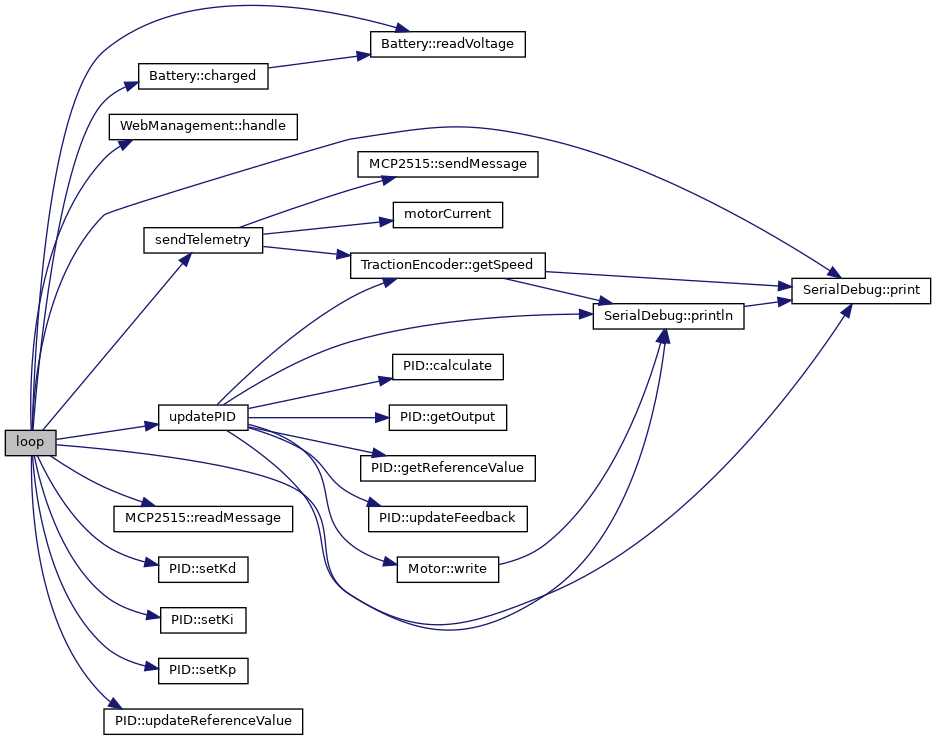 Battery::readVoltage
Battery::charged
WebManagement::handle
MCP2515::sendMessage
motorCurrent
sendTelemetry
TractionEncoder::getSpeed
SerialDebug::print
SerialDebug::println
PID::calculate
updatePID
PID::getOutput
loop
PID::getReferenceValue
MCP2515::readMessage
PID::updateFeedback
PID::setKd
Motor::write
PID::setKi
PID::setKp
PID::updateReferenceValue